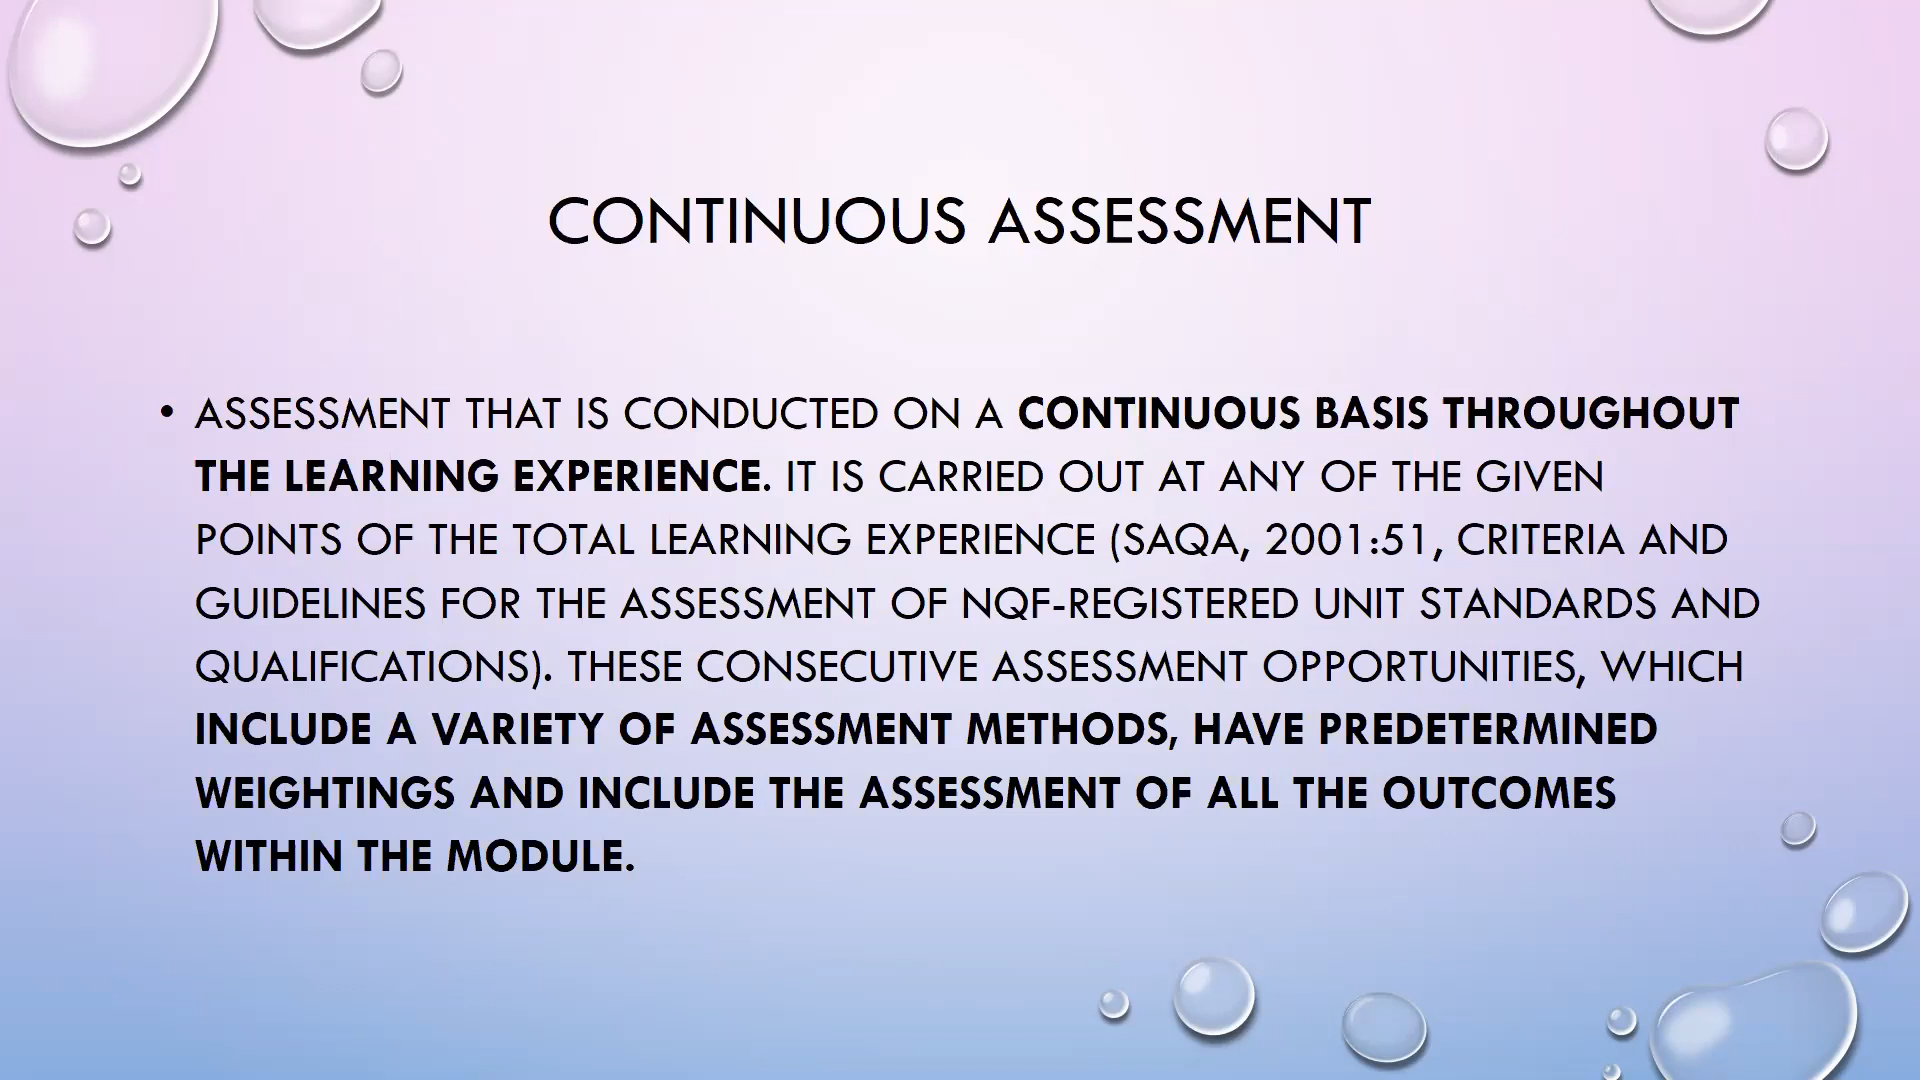 CONTINUOUS ASSESSMENT
• ASSESSMENT THAT IS CONDUCTED ON A CONTINUOUS BASIS THROUGHOUT
THE LEARNING EXPERIENCE. IT IS CARRIED OUT AT ANY OF THE GIVEN
POINTS OF THE TOTAL LEARNING EXPERIENCE (SAQA, 2001:51, CRITERIA AND
GUIDELINES FOR THE ASSESSMENT OF NQF-REGISTERED UNIT STANDARDS AND
QUALIFICATIONS). THESE CONSECUTIVE ASSESSMENT OPPORTUNITIES, WHICH
INCLUDE A VARIETY OF ASSESSMENT METHODS, HAVE PREDETERMINED
WEIGHTINGS AND INCLUDE THE ASSESSMENT OF ALL THE OUTCOMES
WITHIN THE MODULE.